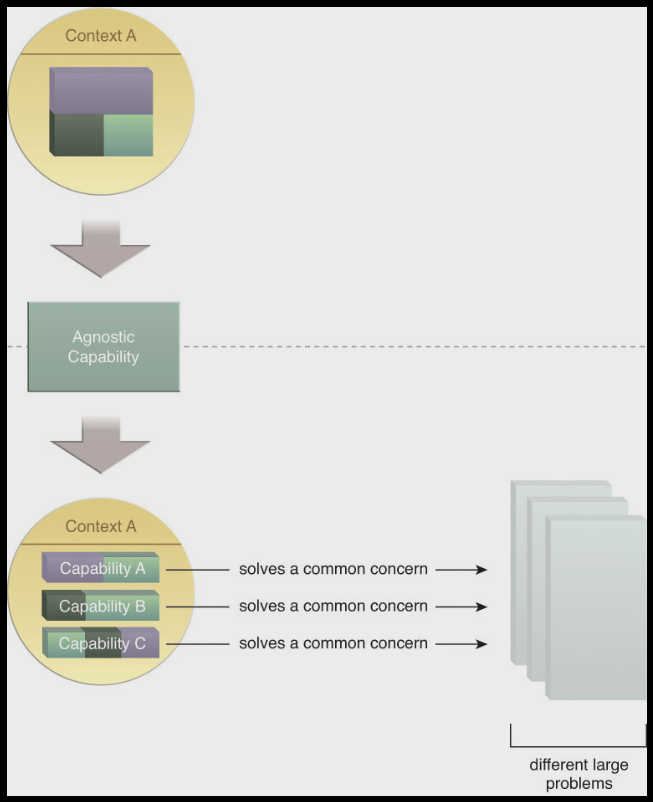 Context A
Agnostic
Capability
Context A
Capability A
solves a common concern
Capability B
solves a common concern
Capability C
solves a common concern
different large
problems